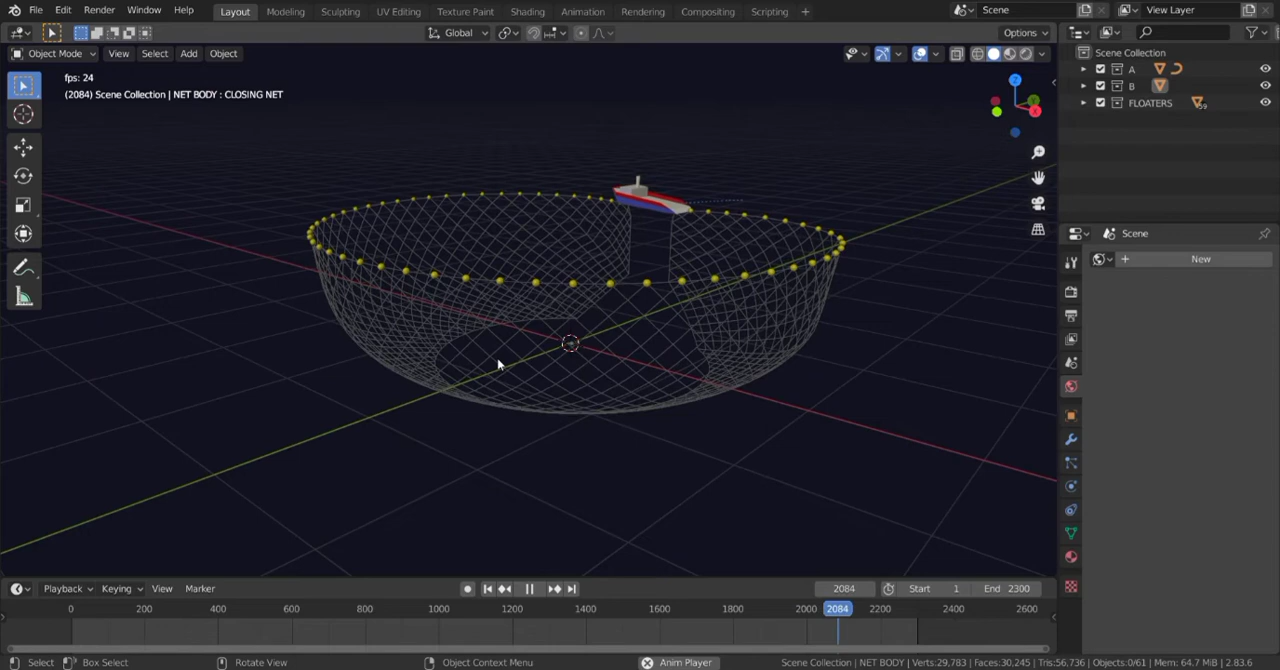 File Edit Render Window Help Layout Modeling Sculpting UV Editing Texture Paint Shading Animation Rendering Compositing Scripting + Scene View Layer
Global Options
Object Mode View Select Add Object
fps: 24
(2084) Scene Collection | NET BODY : CLOSING NET
Z
Scene Collection
A
B
FLOATERS 59
Scene
+ New
Playback Keying View Marker 2084 Start 1 End 2300
0 200 400 600 800 1000 1200 1400 1600 1800 2000 2084 2200 2400 2600
Select Box Select Rotate View Object Context Menu Anim Player Scene Collection | NET BODY | Verts:29,783 | Faces:30,245 | Tris:56,736 | Objects:0/61 | Mem: 64.7 MiB | 2.83.6